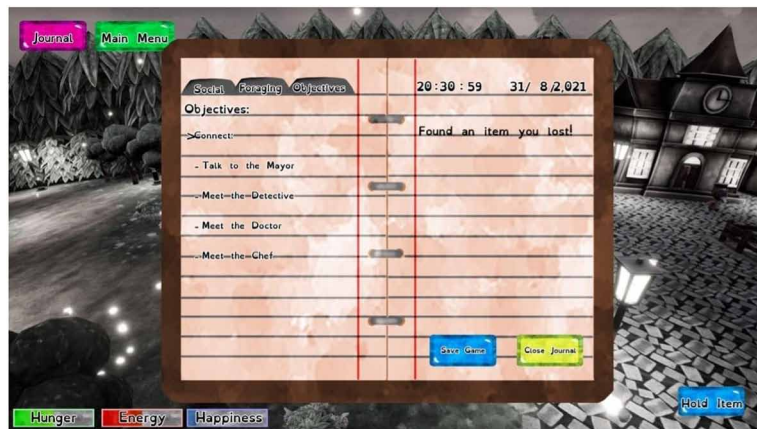 Journal
Main Menu
Social
Foraging
Objectives
20:30:59 31/ 8/2,021
Objectives:
>Connect:
- Talk to the Mayor
- Meet the Detective
- Meet the Doctor
- Meet the Chef
Found an item you lost!
Save Game
Close Journal
Hold Item
Hunger
Energy
Happiness